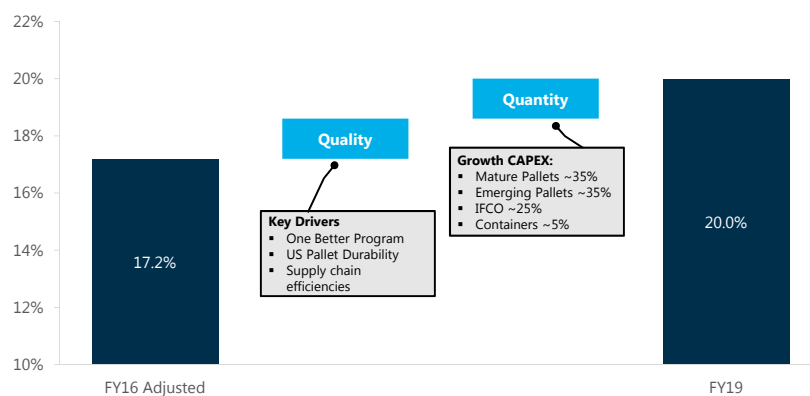 22%
20%
18%
16%
14%
12%
10%
17.2%
Quality
Key Drivers
▪ One Better Program
▪ US Pallet Durability
▪ Supply chain
efficiencies
Quantity
Growth CAPEX:
▪ Mature Pallets ~35%
▪ Emerging Pallets ~35%
▪ IFCO ~25%
▪ Containers ~5%
20.0%
FY16 Adjusted
FY19